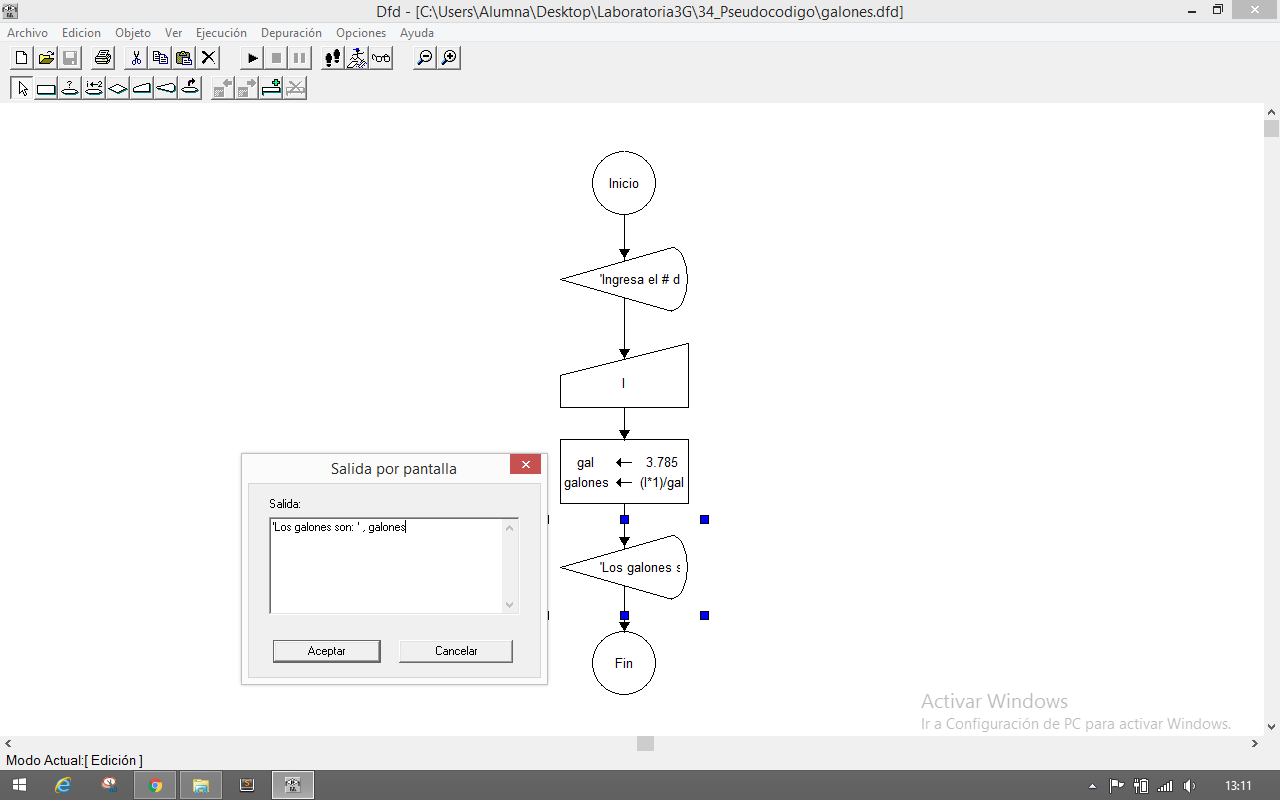 Dfd - [C:\Users\Alumna\Desktop\Laboratoria3G\34_Pseudocodigo\galones.dfd]
Archivo Edicion Objeto Ver Ejecución Depuración Opciones Ayuda
Inicio
'Ingresa el # d
l
gal ← 3.785
galones ← (l*1)/gal
Salida por pantalla
Salida:
'Los galones son: ' , galones
Aceptar Cancelar
'Los galones s
Fin
Activar Windows
Ir a Configuración de PC para activar Windows.
Modo Actual:[ Edición ]
13:11